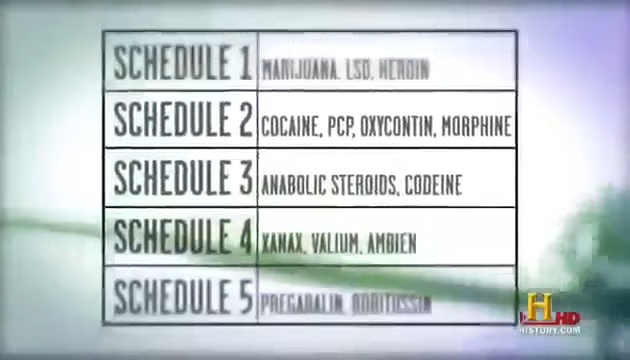 SCHEDULE 1 MARIJUANA, LSD, HEROIN
SCHEDULE 2 COCAINE, PCP, OXYCONTIN, MORPHINE
SCHEDULE 3 ANABOLIC STEROIDS, CODEINE
SCHEDULE 4 XANAX, VALIUM, AMBIEN
SCHEDULE 5 PREGABALIN, ROBITUSSIN
H HD
HISTORY.COM